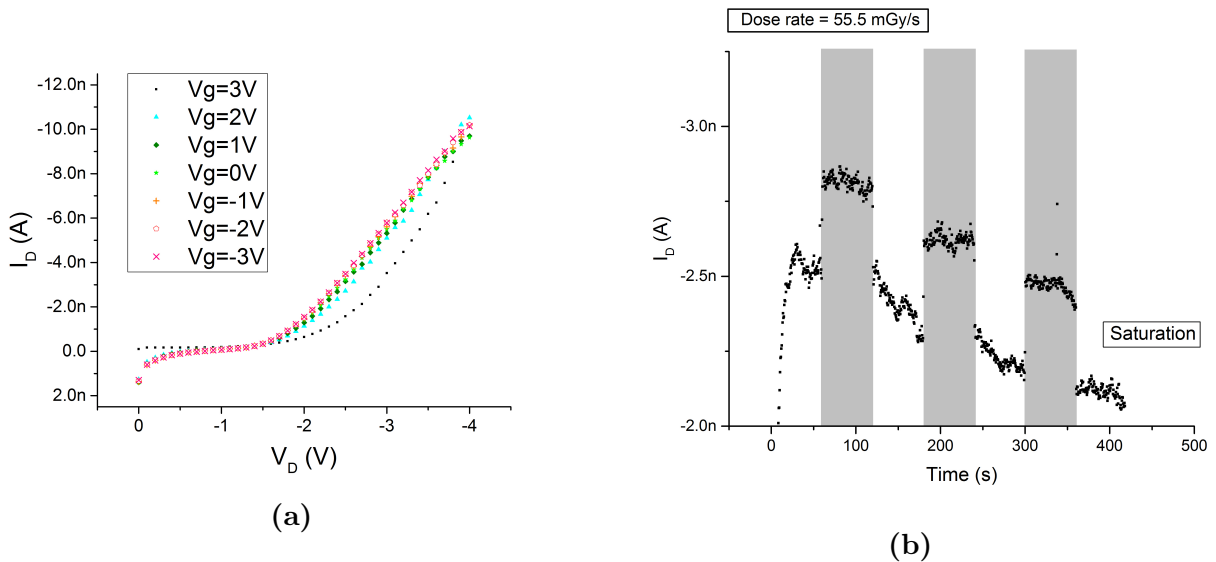 -12.0n
-10.0n
-8.0n
-6.0n
-4.0n
-2.0n
0.0
2.0n
I_D (A)
Vg=3V
Vg=2V
Vg=1V
Vg=0V
Vg=-1V
Vg=-2V
Vg=-3V
0 -1 -2 -3 -4
V_D (V)
(a)
Dose rate = 55.5 mGy/s
-3.0n
-2.5n
-2.0n
I_D (A)
Saturation
0 100 200 300 400 500
Time (s)
(b)